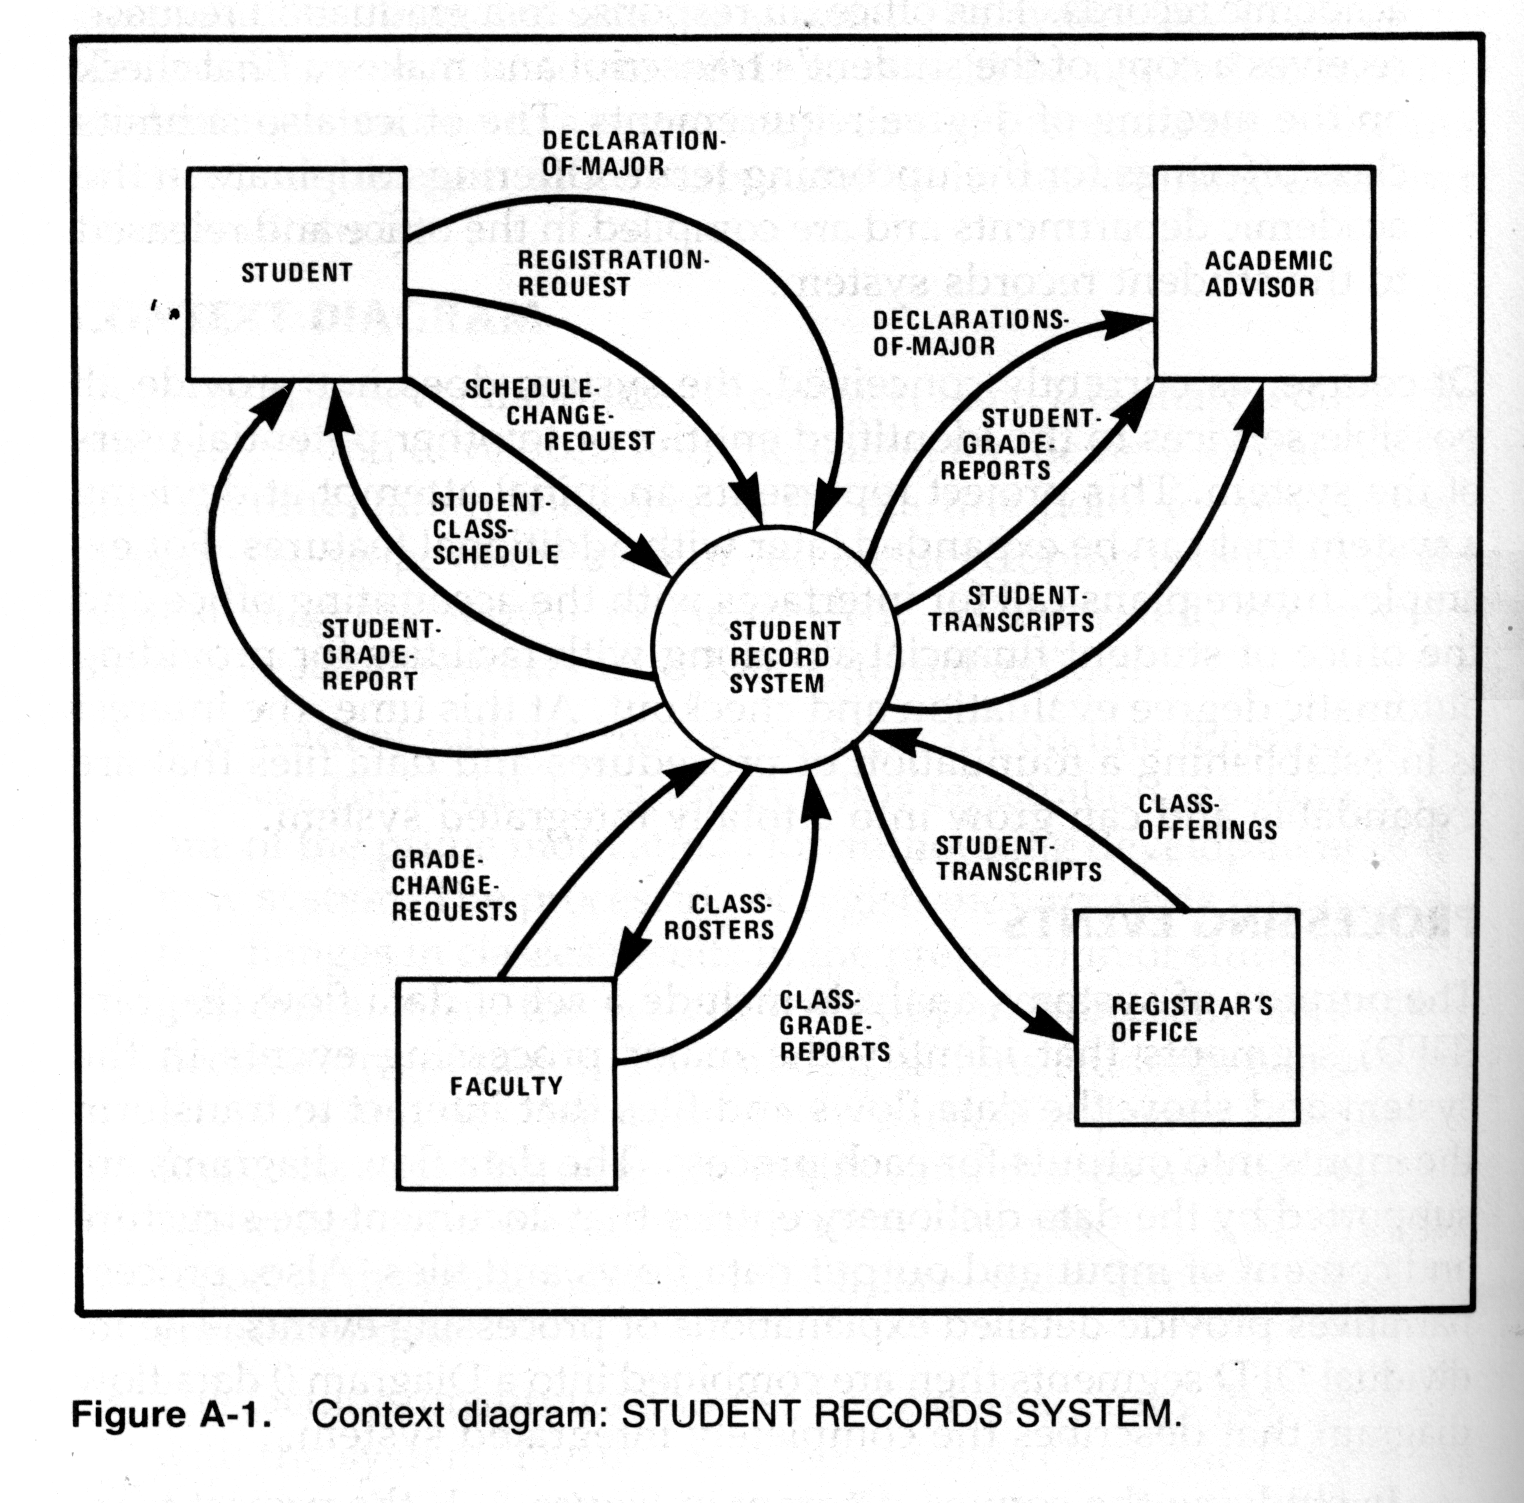 DECLARATION-
OF-MAJOR
STUDENT
REGISTRATION-
REQUEST
ACADEMIC
ADVISOR
DECLARATIONS-
OF-MAJOR
SCHEDULE-
CHANGE-
REQUEST
STUDENT-
GRADE-
REPORTS
STUDENT-
CLASS-
SCHEDULE
STUDENT-
TRANSCRIPTS
STUDENT-
GRADE-
REPORT
STUDENT
RECORD
SYSTEM
CLASS-
OFFERINGS
STUDENT-
TRANSCRIPTS
GRADE-
CHANGE-
REQUESTS
CLASS-
ROSTERS
CLASS-
GRADE-
REPORTS
REGISTRAR'S
OFFICE
FACULTY
Figure A-1. Context diagram: STUDENT RECORDS SYSTEM.